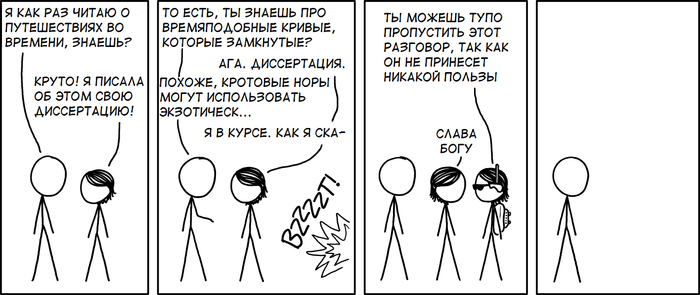 Я КАК РАЗ ЧИТАЮ О
ПУТЕШЕСТВИЯХ ВО
ВРЕМЕНИ, ЗНАЕШЬ?
КРУТО! Я ПИСАЛА
ОБ ЭТОМ СВОЮ
ДИССЕРТАЦИЮ!
ТО ЕСТЬ, ТЫ ЗНАЕШЬ ПРО
ВРЕМЯПОДОБНЫЕ КРИВЫЕ,
КОТОРЫЕ ЗАМКНУТЫЕ?
АГА. ДИССЕРТАЦИЯ.
ПОХОЖЕ, КРОТОВЫЕ НОРЫ
МОГУТ ИСПОЛЬЗОВАТЬ
ЭКЗОТИЧЕСК...
Я В КУРСЕ. КАК Я СКА-
BZZZZT!
ТЫ МОЖЕШЬ ТУПО
ПРОПУСТИТЬ ЭТОТ
РАЗГОВОР, ТАК КАК
ОН НЕ ПРИНЕСЕТ
НИКАКОЙ ПОЛЬЗЫ
СЛАВА
БОГУ